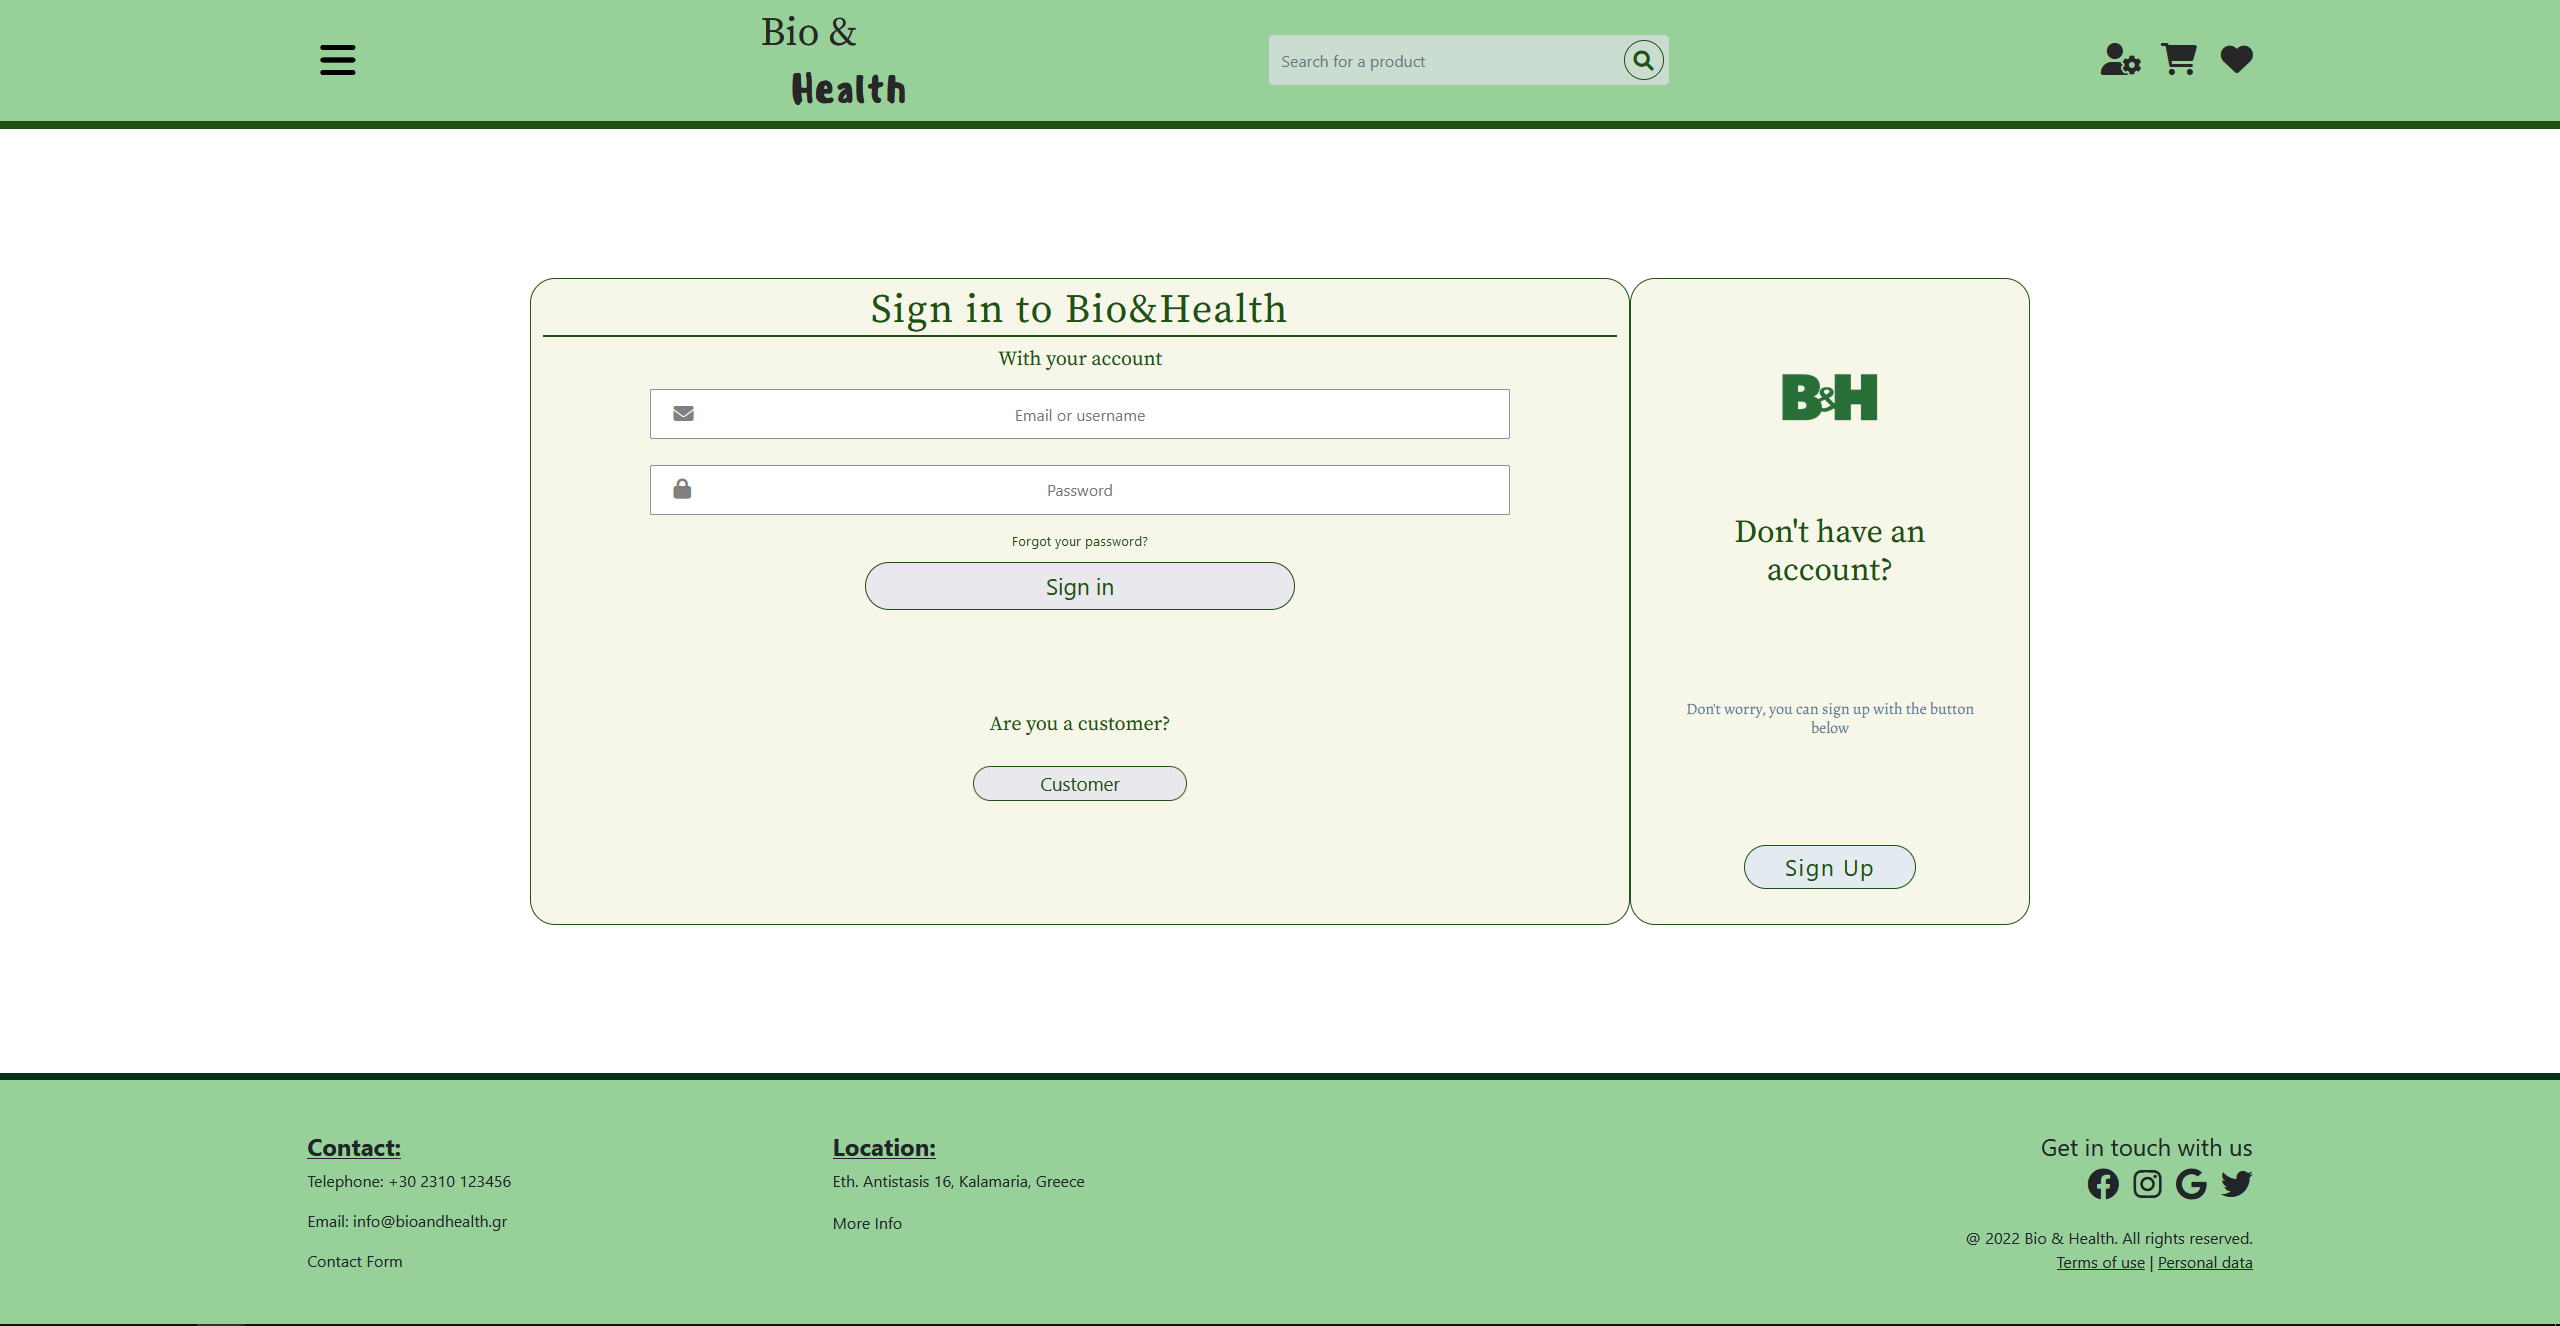 Bio &
Health
Search for a product
Sign in to Bio&Health
With your account
Email or username
Password
Forgot your password?
Sign in
Are you a customer?
Customer
B&H
Don't have an
account?
Don't worry, you can sign up with the button
below
Sign Up
Contact:
Telephone: +30 2310 123456
Email: info@bioandhealth.gr
Contact Form
Location:
Eth. Antistasis 16, Kalamaria, Greece
More Info
Get in touch with us
@ 2022 Bio & Health. All rights reserved.
Terms of use | Personal data